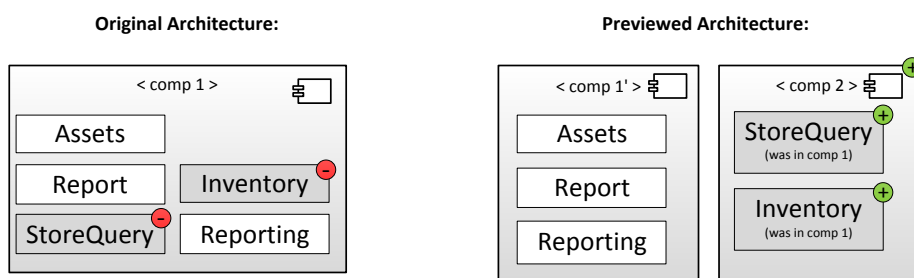 Original Architecture:
< comp 1 >
Assets
Report
Inventory
-
StoreQuery
-
Reporting
Previewed Architecture:
< comp 1' >
Assets
Report
Reporting
< comp 2 >
+
StoreQuery
+
(was in comp 1)
Inventory
+
(was in comp 1)